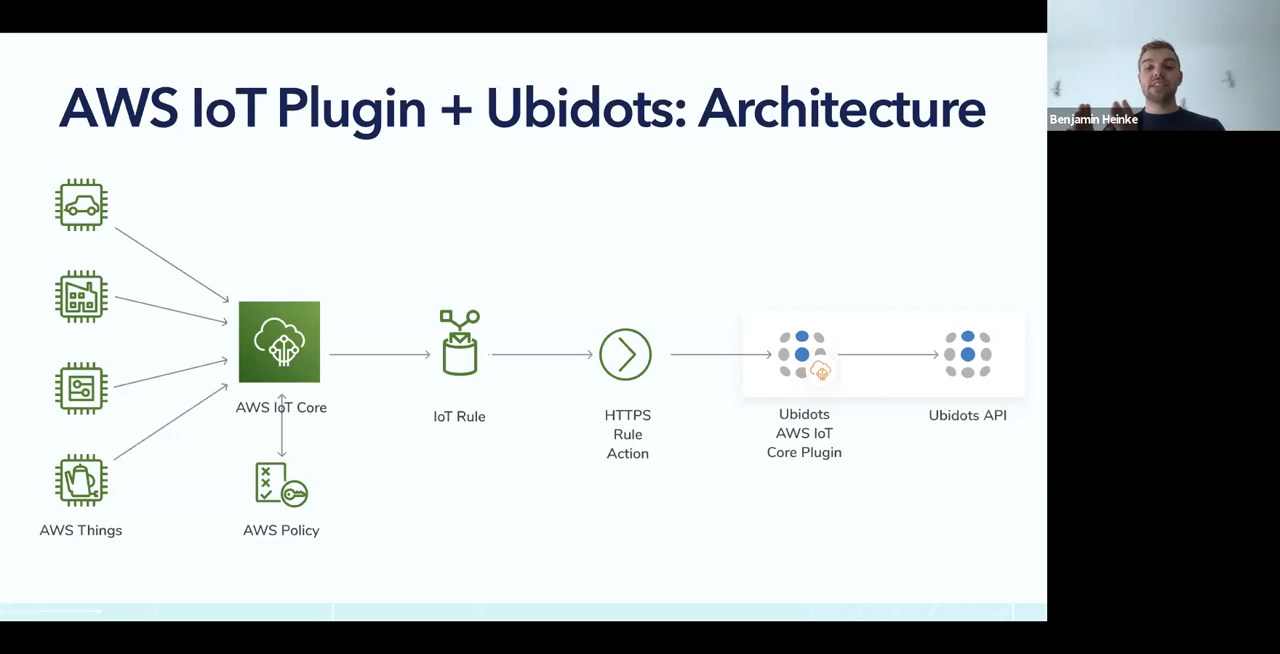 AWS IoT Plugin + Ubidots: Architecture
Benjamin Heinke
AWS IoT Core
IoT Rule
HTTPS
Rule
Action
Ubidots
AWS IoT
Core Plugin
Ubidots API
AWS Things
AWS Policy